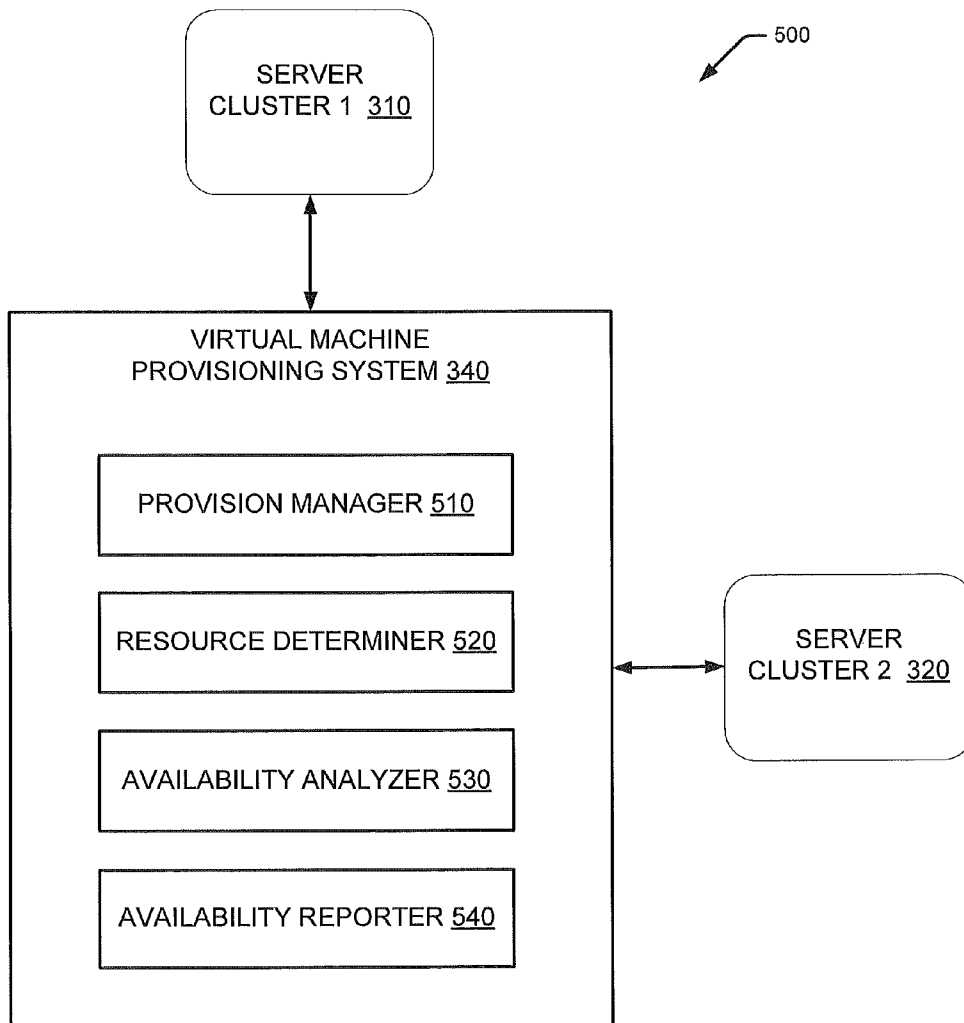 500
SERVER
CLUSTER 1 310
VIRTUAL MACHINE
PROVISIONING SYSTEM 340
PROVISION MANAGER 510
RESOURCE DETERMINER 520
SERVER
CLUSTER 2 320
AVAILABILITY ANALYZER 530
AVAILABILITY REPORTER 540